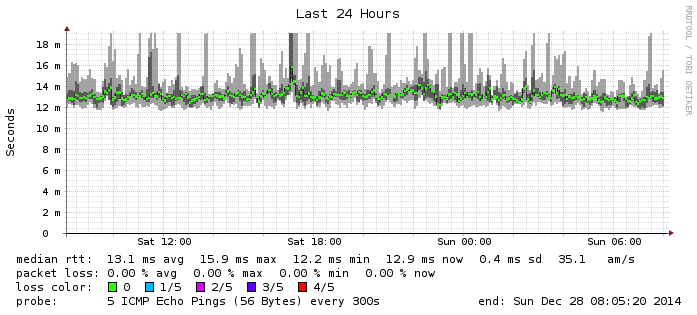 Last 24 Hours
RRDTOOL / TOBI OETIKER
Seconds
18 m
16 m
14 m
12 m
10 m
8 m
6 m
4 m
2 m
0
Sat 12:00 Sat 18:00 Sun 00:00 Sun 06:00
median rtt: 13.1 ms avg 15.9 ms max 12.2 ms min 12.9 ms now 0.4 ms sd 35.1 am/s
packet loss: 0.00 % avg 0.00 % max 0.00 % min 0.00 % now
loss color: 0 1/5 2/5 3/5 4/5
probe: 5 ICMP Echo Pings (56 Bytes) every 300s end: Sun Dec 28 08:05:20 2014